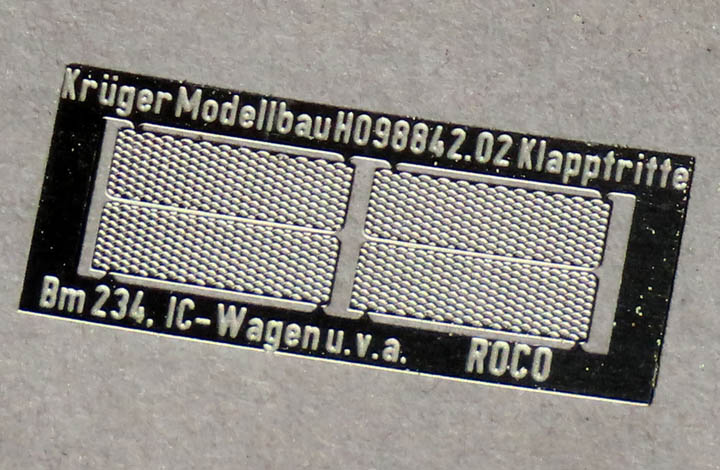 Krüger Modellbau H098842.02 Klapptritte
Bm 234, IC-Wagen u.v.a. ROCO